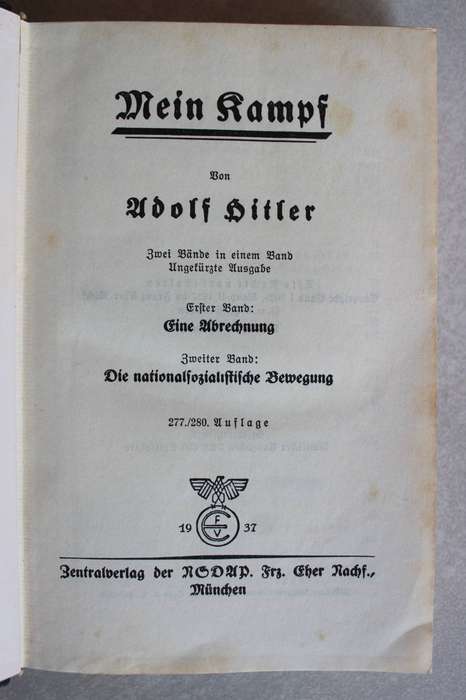 Mein Kampf
Von
Adolf Hitler
Zwei Bände in einem Band
Ungekürzte Ausgabe
Erster Band:
Eine Abrechnung
Zweiter Band:
Die nationalsozialistische Bewegung
277./280. Auflage
19 37
F
E
V
Zentralverlag der NSDAP. Frz. Eher Nachf.,
München